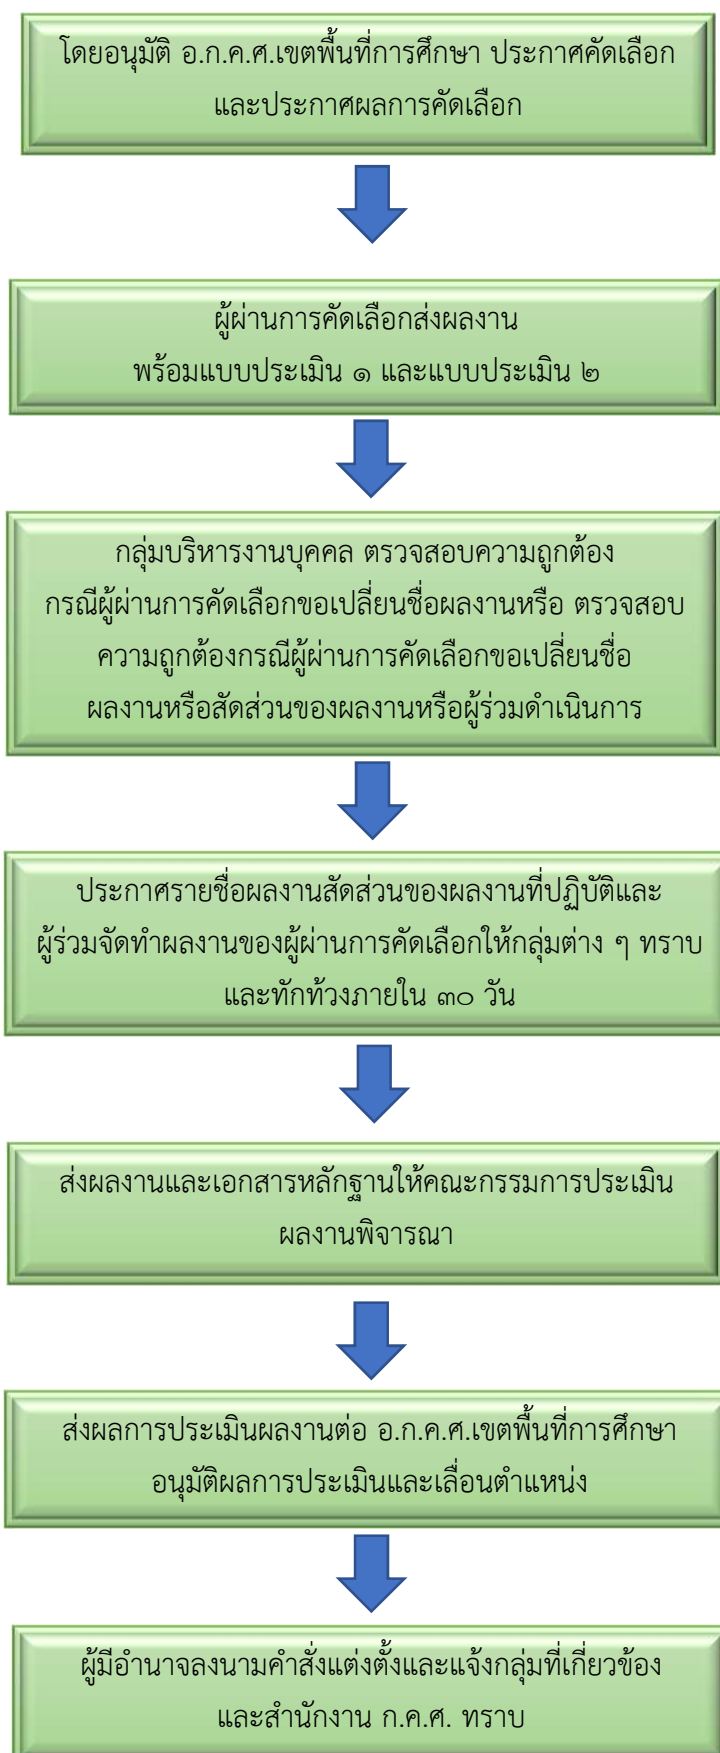 โดยอนุมัติ อ.ก.ค.ศ.เขตพื้นที่การศึกษา ประกาศคัดเลือก
และประกาศผลการคัดเลือก
ผู้ผ่านการคัดเลือกส่งผลงาน
พร้อมแบบประเมิน ๑ และแบบประเมิน ๒
กลุ่มบริหารงานบุคคล ตรวจสอบความถูกต้อง
กรณีผู้ผ่านการคัดเลือกขอเปลี่ยนชื่อผลงานหรือ ตรวจสอบ
ความถูกต้องกรณีผู้ผ่านการคัดเลือกขอเปลี่ยนชื่อ
ผลงานหรือสัดส่วนของผลงานหรือผู้ร่วมดำเนินการ
ประกาศรายชื่อผลงานสัดส่วนของผลงานที่ปฏิบัติและ
ผู้ร่วมจัดทำผลงานของผู้ผ่านการคัดเลือกให้กลุ่มต่าง ๆ ทราบ
และทักท้วงภายใน ๓๐ วัน
ส่งผลงานและเอกสารหลักฐานให้คณะกรรมการประเมิน
ผลงานพิจารณา
ส่งผลการประเมินผลงานต่อ อ.ก.ค.ศ.เขตพื้นที่การศึกษา
อนุมัติผลการประเมินและเลื่อนตำแหน่ง
ผู้มีอำนาจลงนามคำสั่งแต่งตั้งและแจ้งกลุ่มที่เกี่ยวข้อง
และสำนักงาน ก.ค.ศ. ทราบ